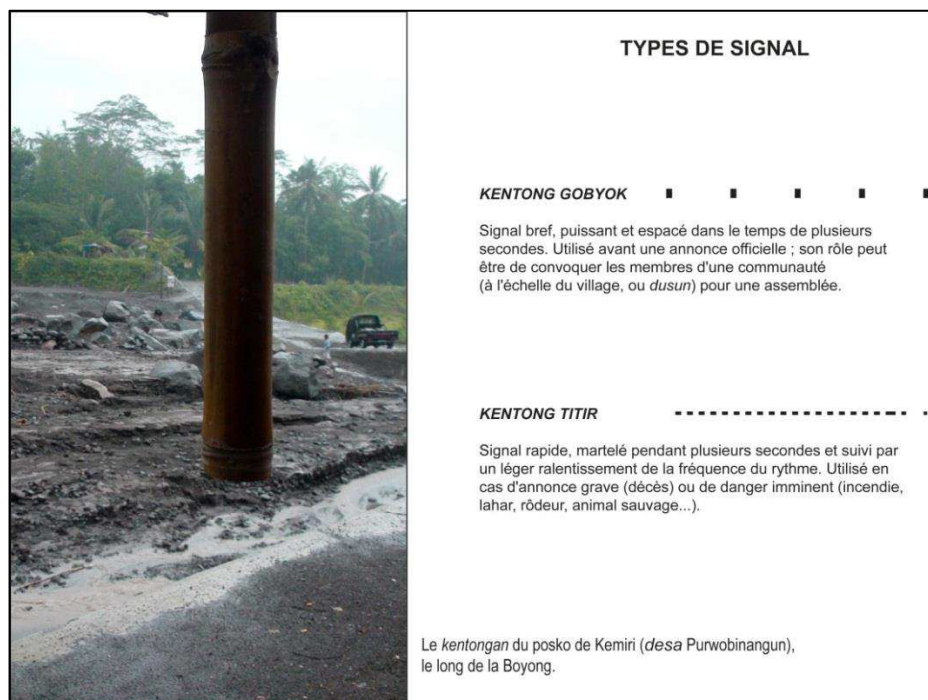 TYPES DE SIGNAL
KENTONG GOBYOK
Signal bref, puissant et espacé dans le temps de plusieurs
secondes. Utilisé avant une annonce officielle ; son rôle peut
être de convoquer les membres d'une communauté
(à l'échelle du village, ou dusun) pour une assemblée.
KENTONG TITIR
Signal rapide, martelé pendant plusieurs secondes et suivi par
un léger ralentissement de la fréquence du rythme. Utilisé en
cas d'annonce grave (décès) ou de danger imminent (incendie,
lahar, rôdeur, animal sauvage...).
Le kentongan du posko de Kemiri (desa Purwobinangun),
le long de la Boyong.